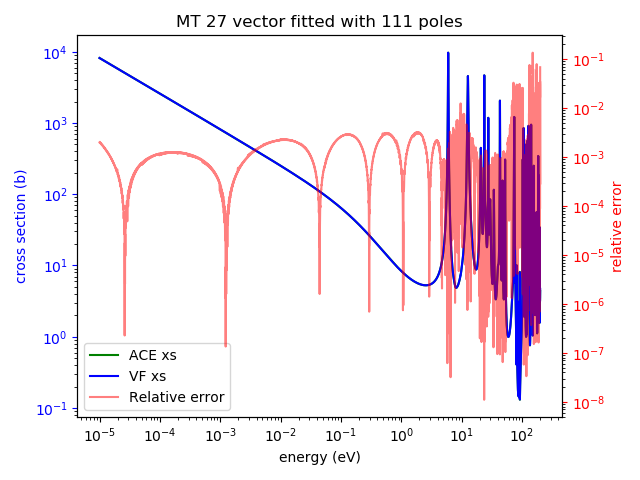 MT 27 vector fitted with 111 poles
10⁴
10³
10²
10¹
10⁰
10⁻¹
cross section (b)
10⁻¹
10⁻²
10⁻³
10⁻⁴
10⁻⁵
10⁻⁶
10⁻⁷
10⁻⁸
relative error
ACE xs
VF xs
Relative error
10⁻⁵ 10⁻⁴ 10⁻³ 10⁻² 10⁻¹ 10⁰ 10¹ 10²
energy (eV)